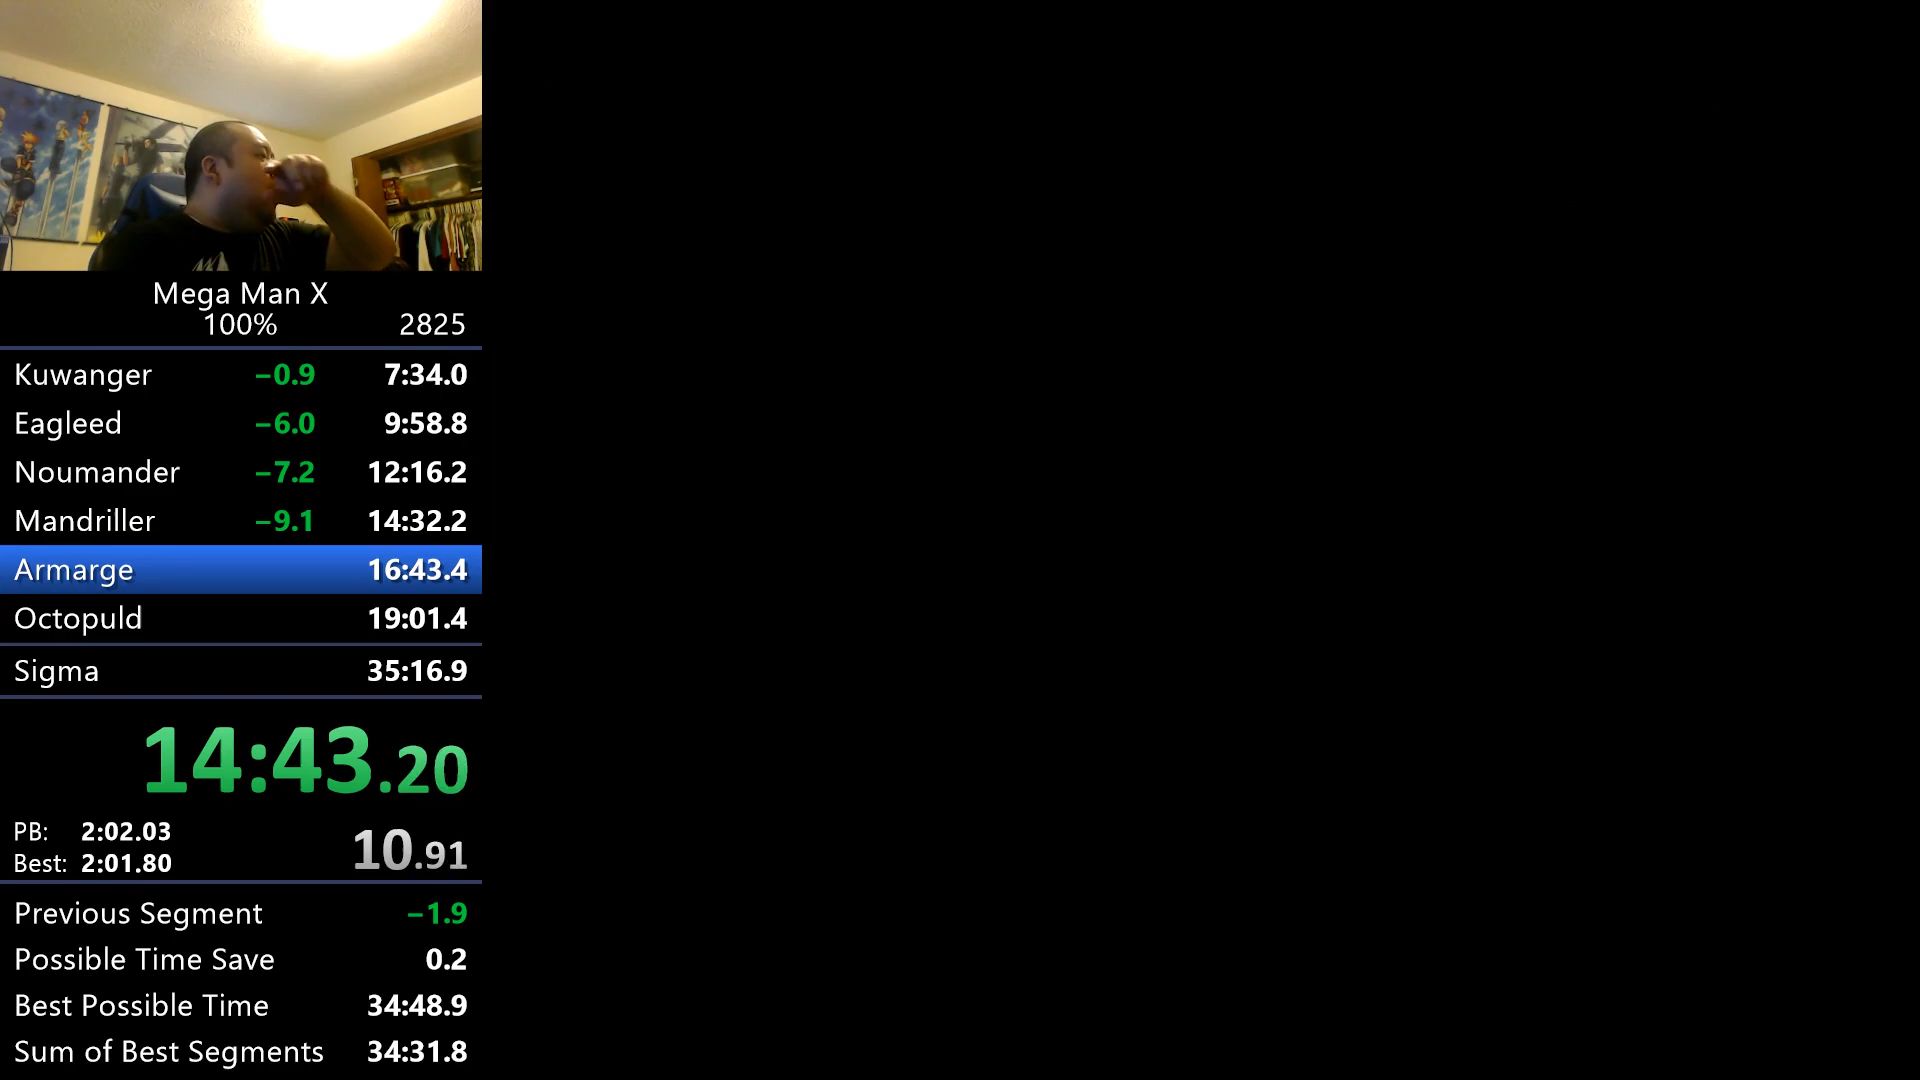 Mega Man X
100% 2825
Kuwanger −0.9 7:34.0
Eagleed −6.0 9:58.8
Noumander −7.2 12:16.2
Mandriller −9.1 14:32.2
Armarge 16:43.4
Octopuld 19:01.4
Sigma 35:16.9
14:43.20
PB: 2:02.03
Best: 2:01.80
10.91
Previous Segment −1.9
Possible Time Save 0.2
Best Possible Time 34:48.9
Sum of Best Segments 34:31.8